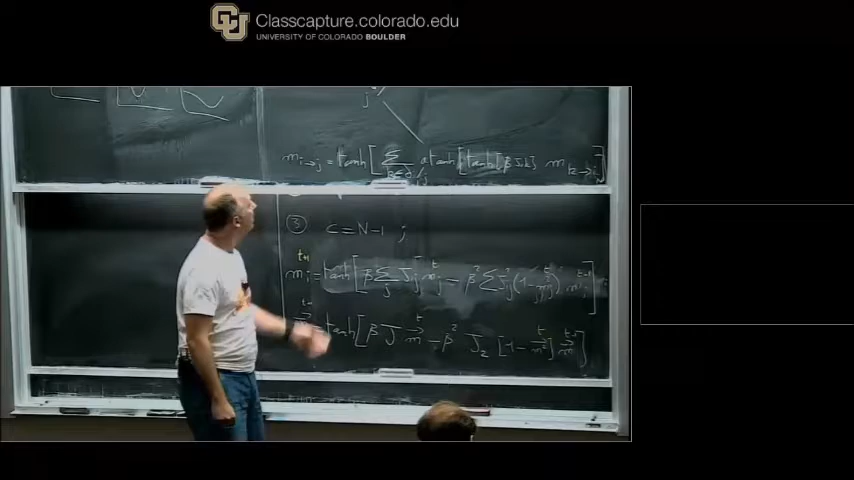 Classcapture.colorado.edu
UNIVERSITY OF COLORADO BOULDER
m_{i→j} = tanh[ Σ_{k∈∂i/j} atanh[ tanh(βJ_{ik}) m_{k→i} ]
③ c = N-1 ;
m_i^{t+1} = tanh[ β Σ_j J_{ij} m_j^t - β² Σ_j J_{ij}² (1 - m_j^{t 2}) m_i^{t-1} ]
tanh[ β J m^t - β² J_2 [1 - m²^t] m^{t-1} ]